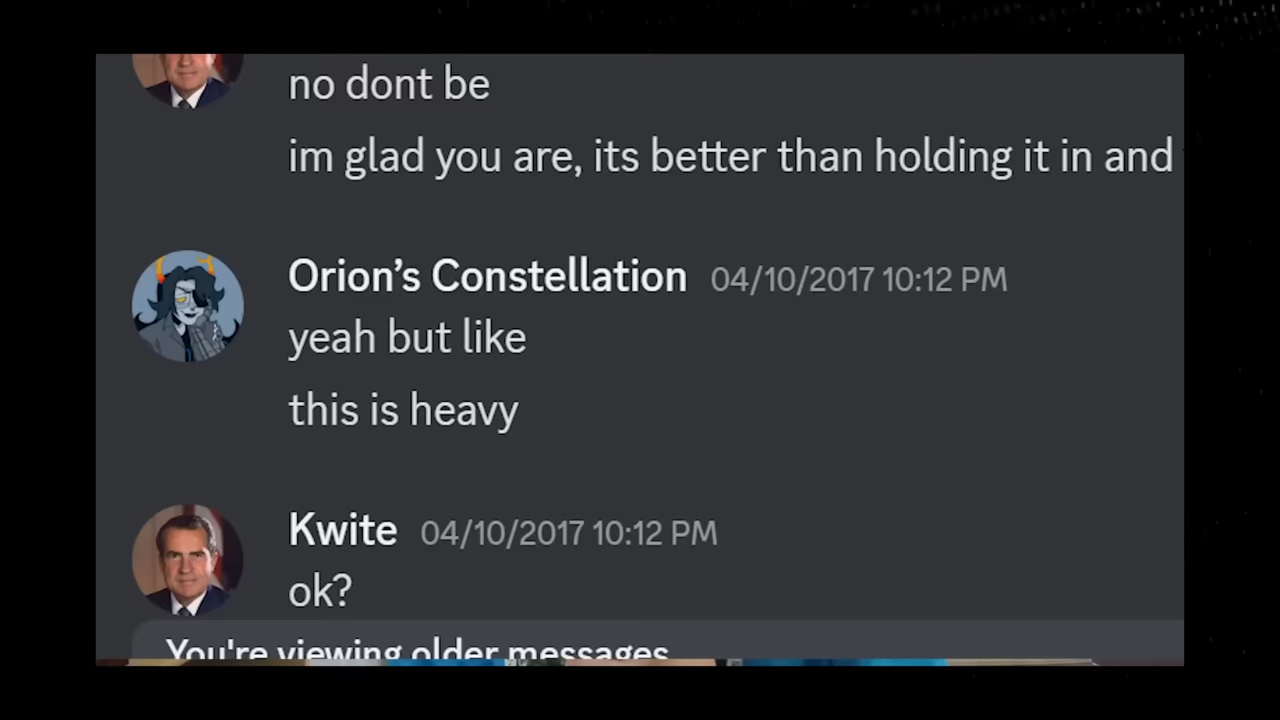 no dont be
im glad you are, its better than holding it in and
Orion’s Constellation 04/10/2017 10:12 PM
yeah but like
this is heavy
Kwite 04/10/2017 10:12 PM
ok?
You're viewing older messages